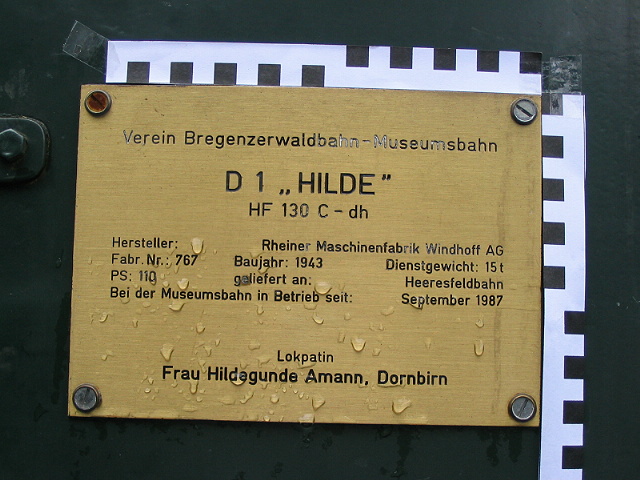 Verein Bregenzerwaldbahn-Museumsbahn
D 1 „HILDE”
HF 130 C-dh
Hersteller: Rheiner Maschinenfabrik Windhoff AG
Fabr. Nr.: 767 Baujahr: 1943 Dienstgewicht: 15 t
PS: 110 geliefert an: Heeresfeldbahn
Bei der Museumsbahn in Betrieb seit: September 1987
Lokpatin
Frau Hildegunde Amann, Dornbirn